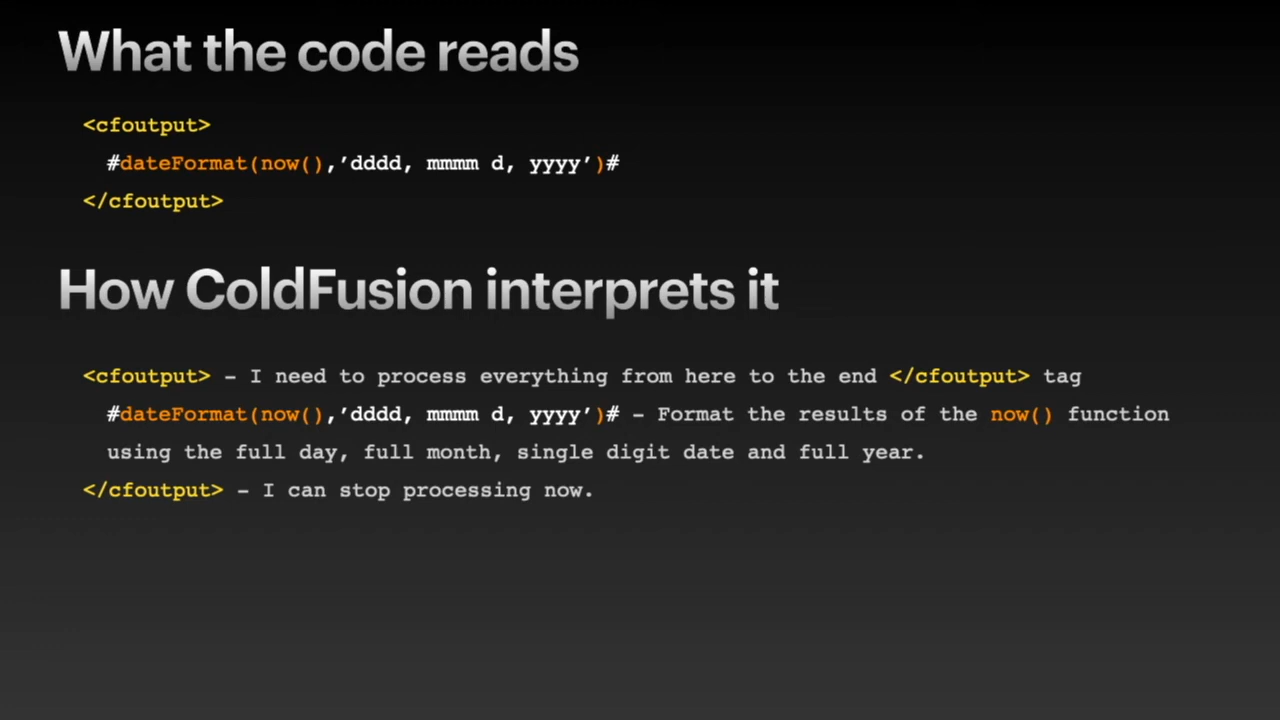 What the code reads
<cfoutput>
#dateFormat(now(),’dddd, mmmm d, yyyy’)#
</cfoutput>
How ColdFusion interprets it
<cfoutput> – I need to process everything from here to the end </cfoutput> tag
#dateFormat(now(),’dddd, mmmm d, yyyy’)# – Format the results of the now() function
using the full day, full month, single digit date and full year.
</cfoutput> – I can stop processing now.